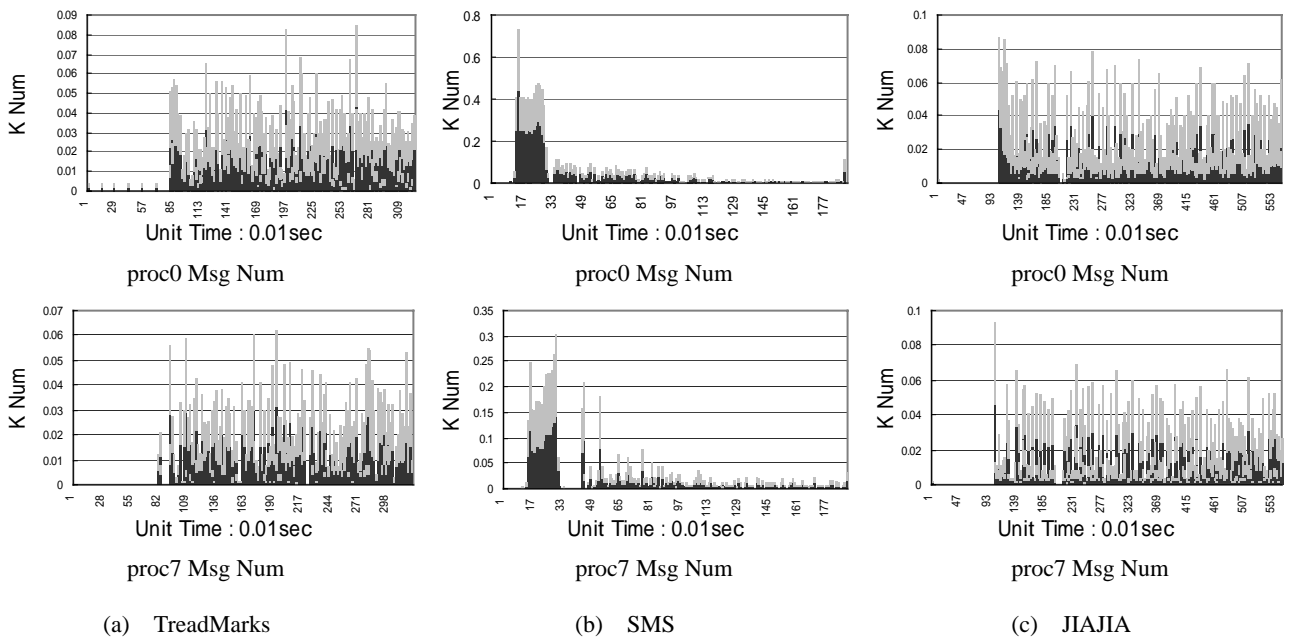 0.09
0.08
0.07
0.06
0.05
0.04
0.03
0.02
0.01
0
K Num
1 29 57 85 113 141 169 197 225 253 281 309
Unit Time : 0.01sec
proc0 Msg Num
0.8
0.6
0.4
0.2
0
K Num
1 17 33 49 65 81 97 113 129 145 161 177
Unit Time : 0.01sec
proc0 Msg Num
0.1
0.08
0.06
0.04
0.02
0
K Num
1 47 93 139 185 231 277 323 369 415 461 507 553
Unit Time : 0.01sec
proc0 Msg Num
0.07
0.06
0.05
0.04
0.03
0.02
0.01
0
K Num
1 28 55 82 109 136 163 190 217 244 271 298
Unit Time : 0.01sec
proc7 Msg Num
0.35
0.3
0.25
0.2
0.15
0.1
0.05
0
K Num
1 17 33 49 65 81 97 113 129 145 161 177
Unit Time : 0.01sec
proc7 Msg Num
0.1
0.08
0.06
0.04
0.02
0
K Num
1 47 93 139 185 231 277 323 369 415 461 507 553
Unit Time : 0.01sec
proc7 Msg Num
(a) TreadMarks
(b) SMS
(c) JIAJIA